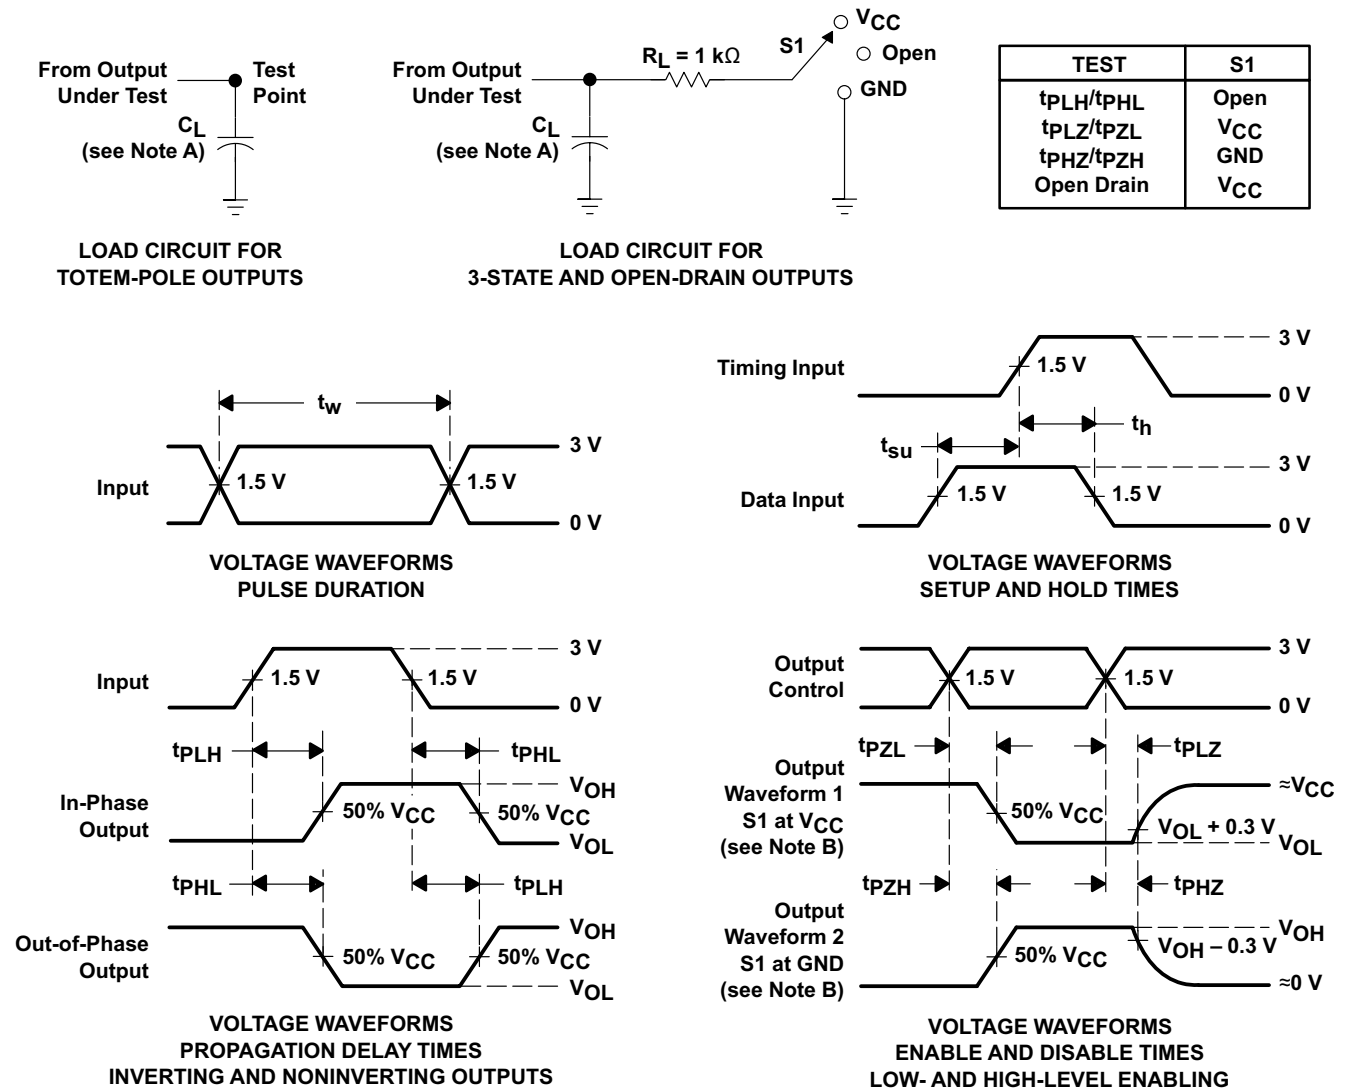 From Output
Under Test
Test
Point
CL
(see Note A)
LOAD CIRCUIT FOR
TOTEM-POLE OUTPUTS
From Output
Under Test
CL
(see Note A)
RL = 1 kΩ
S1
VCC
Open
GND
LOAD CIRCUIT FOR
3-STATE AND OPEN-DRAIN OUTPUTS
TEST S1
tPLH/tPHL Open
tPLZ/tPZL VCC
tPHZ/tPZH GND
Open Drain VCC
tw
3 V
Input
1.5 V
1.5 V
0 V
VOLTAGE WAVEFORMS
PULSE DURATION
3 V
Timing Input
1.5 V
0 V
th
tsu
3 V
Data Input
1.5 V
1.5 V
0 V
VOLTAGE WAVEFORMS
SETUP AND HOLD TIMES
3 V
Input
1.5 V
1.5 V
0 V
tPLH
tPHL
VOH
In-Phase
Output
50% VCC
50% VCC
VOL
tPHL
tPLH
VOH
Out-of-Phase
Output
50% VCC
50% VCC
VOL
VOLTAGE WAVEFORMS
PROPAGATION DELAY TIMES
INVERTING AND NONINVERTING OUTPUTS
3 V
Output
Control
1.5 V
1.5 V
0 V
tPZL
tPLZ
Output
Waveform 1
S1 at VCC
(see Note B)
50% VCC
≈VCC
VOL + 0.3 V
VOL
tPZH
tPHZ
Output
Waveform 2
S1 at GND
(see Note B)
50% VCC
VOH
VOH – 0.3 V
≈0 V
VOLTAGE WAVEFORMS
ENABLE AND DISABLE TIMES
LOW- AND HIGH-LEVEL ENABLING